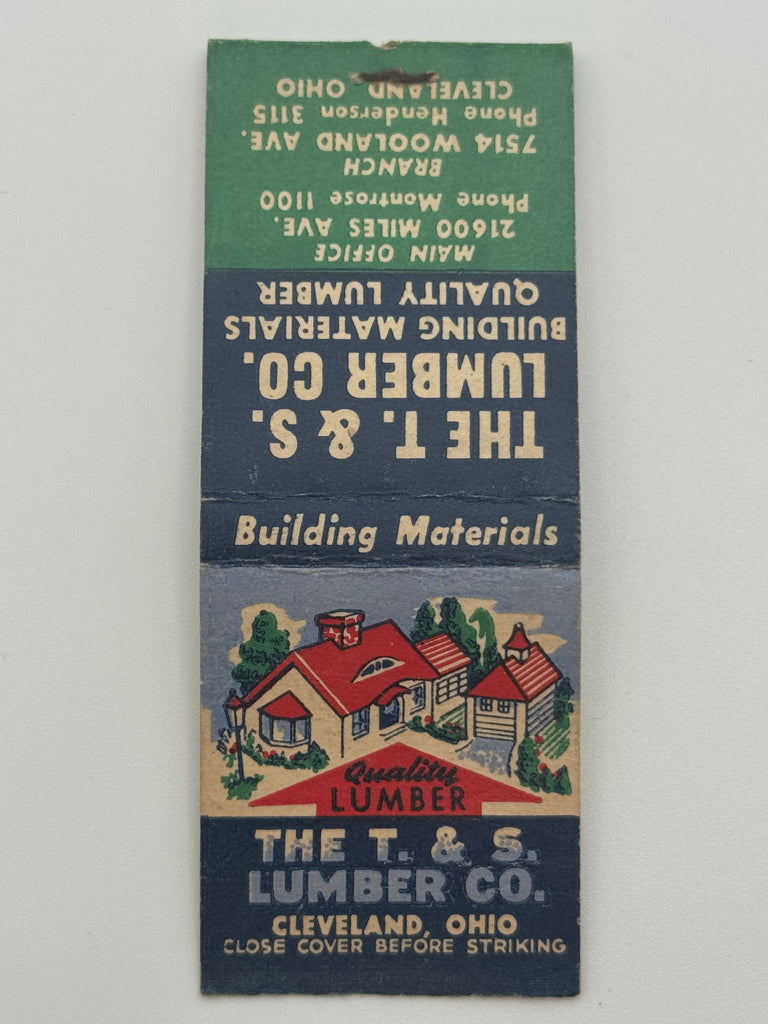 Building Materials
Quality
LUMBER
THE T. & S.
LUMBER CO.
CLEVELAND, OHIO
CLOSE COVER BEFORE STRIKING
THE T. & S.
LUMBER CO.
BUILDING MATERIALS
QUALITY LUMBER
MAIN OFFICE
21600 MILES AVE.
Phone Montrose 1100
BRANCH
7514 WOOLAND AVE.
Phone Henderson 3115
CLEVELAND, OHIO